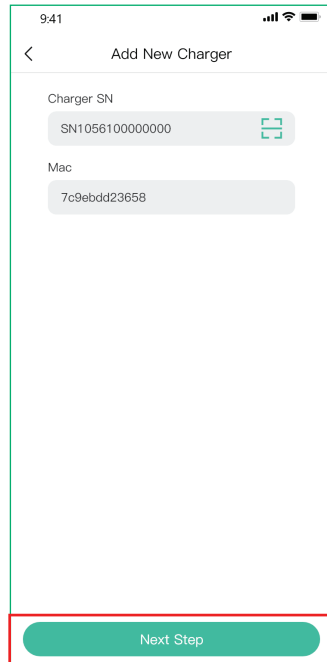 9:41
Add New Charger
Charger SN
SN1056100000000
Mac
7c9ebdd23658
Next Step